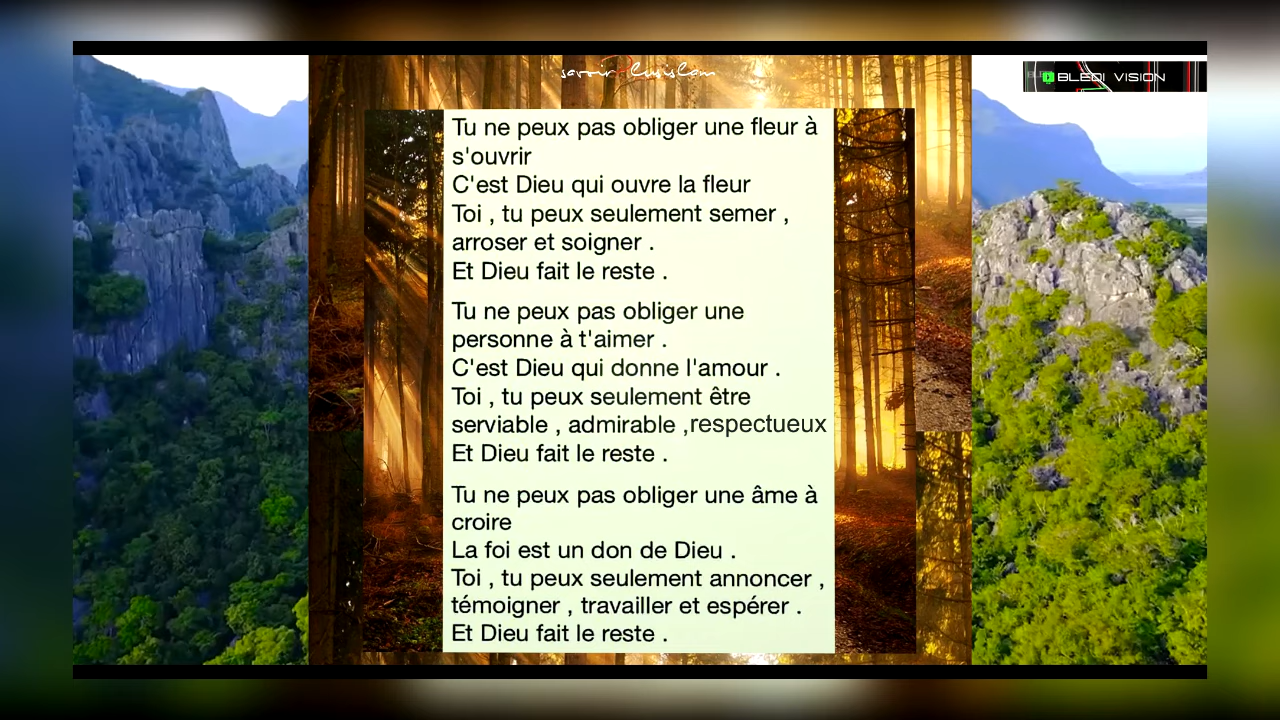 BLEDI VISION
Tu ne peux pas obliger une fleur à
s'ouvrir
C'est Dieu qui ouvre la fleur
Toi , tu peux seulement semer ,
arroser et soigner .
Et Dieu fait le reste .
Tu ne peux pas obliger une
personne à t'aimer .
C'est Dieu qui donne l'amour .
Toi , tu peux seulement être
serviable , admirable ,respectueux
Et Dieu fait le reste .
Tu ne peux pas obliger une âme à
croire
La foi est un don de Dieu .
Toi , tu peux seulement annoncer ,
témoigner , travailler et espérer .
Et Dieu fait le reste .